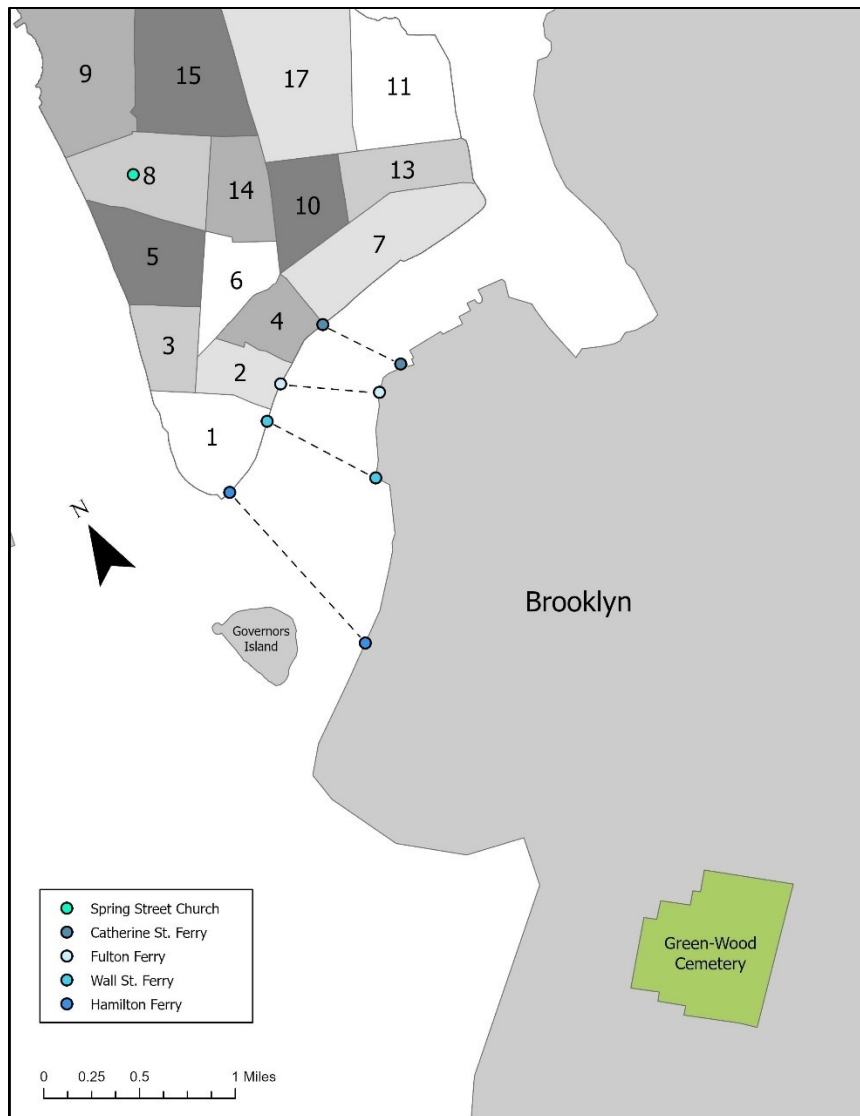 9
15
17
11
8
14
10
13
5
6
7
3
4
2
1
N
Governors
Island
Brooklyn
Green-Wood
Cemetery
Spring Street Church
Catherine St. Ferry
Fulton Ferry
Wall St. Ferry
Hamilton Ferry
0 0.25 0.5 1 Miles